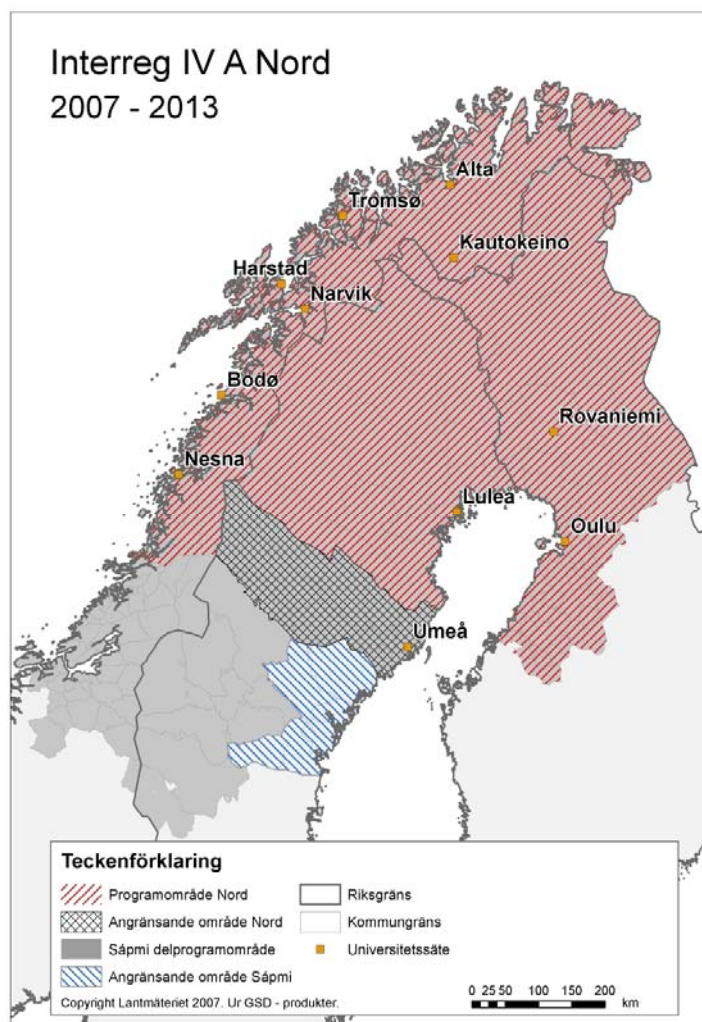 Interreg IV A Nord
2007 - 2013
Alta
Tromsø
Kautokeino
Harstad
Narvik
Bodø
Rovaniemi
Nesna
Luleå
Oulu
Umeå
Teckenförklaring
Programområde Nord
Angränsande område Nord
Sápmi delprogramområde
Angränsande område Sápmi
Riksgräns
Kommungräns
Universitetssäte
Copyright Lantmäteriet 2007. Ur GSD - produkter.
0 25 50 100 150 200
km